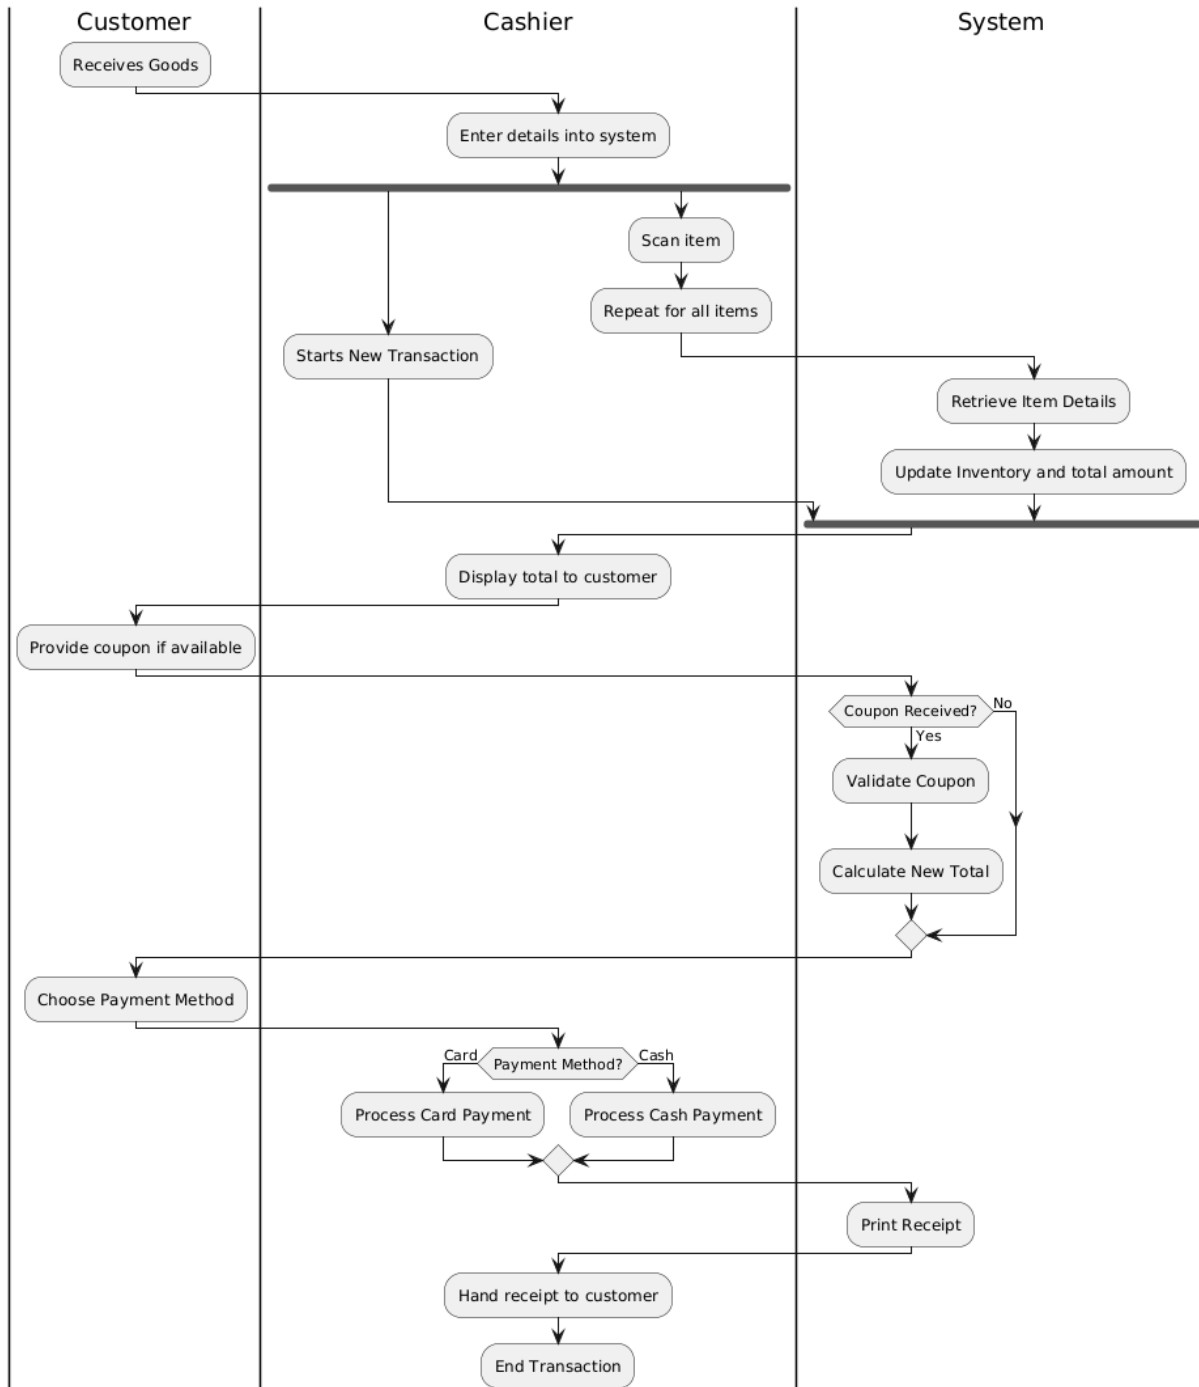 Customer
Cashier
System
Receives Goods
Enter details into system
Scan item
Repeat for all items
Starts New Transaction
Retrieve Item Details
Update Inventory and total amount
Display total to customer
Provide coupon if available
Coupon Received?
No
Yes
Validate Coupon
Calculate New Total
Choose Payment Method
Card
Payment Method?
Cash
Process Card Payment
Process Cash Payment
Print Receipt
Hand receipt to customer
End Transaction